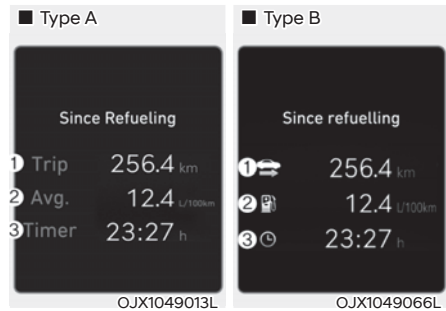 ■ Type A
Since Refueling
1 Trip 256.4 km
2 Avg. 12.4 L/100km
3 Timer 23:27 h
OJX1049013L
■ Type B
Since refuelling
1 256.4 km
2 12.4 L/100km
3 23:27 h
OJX1049066L